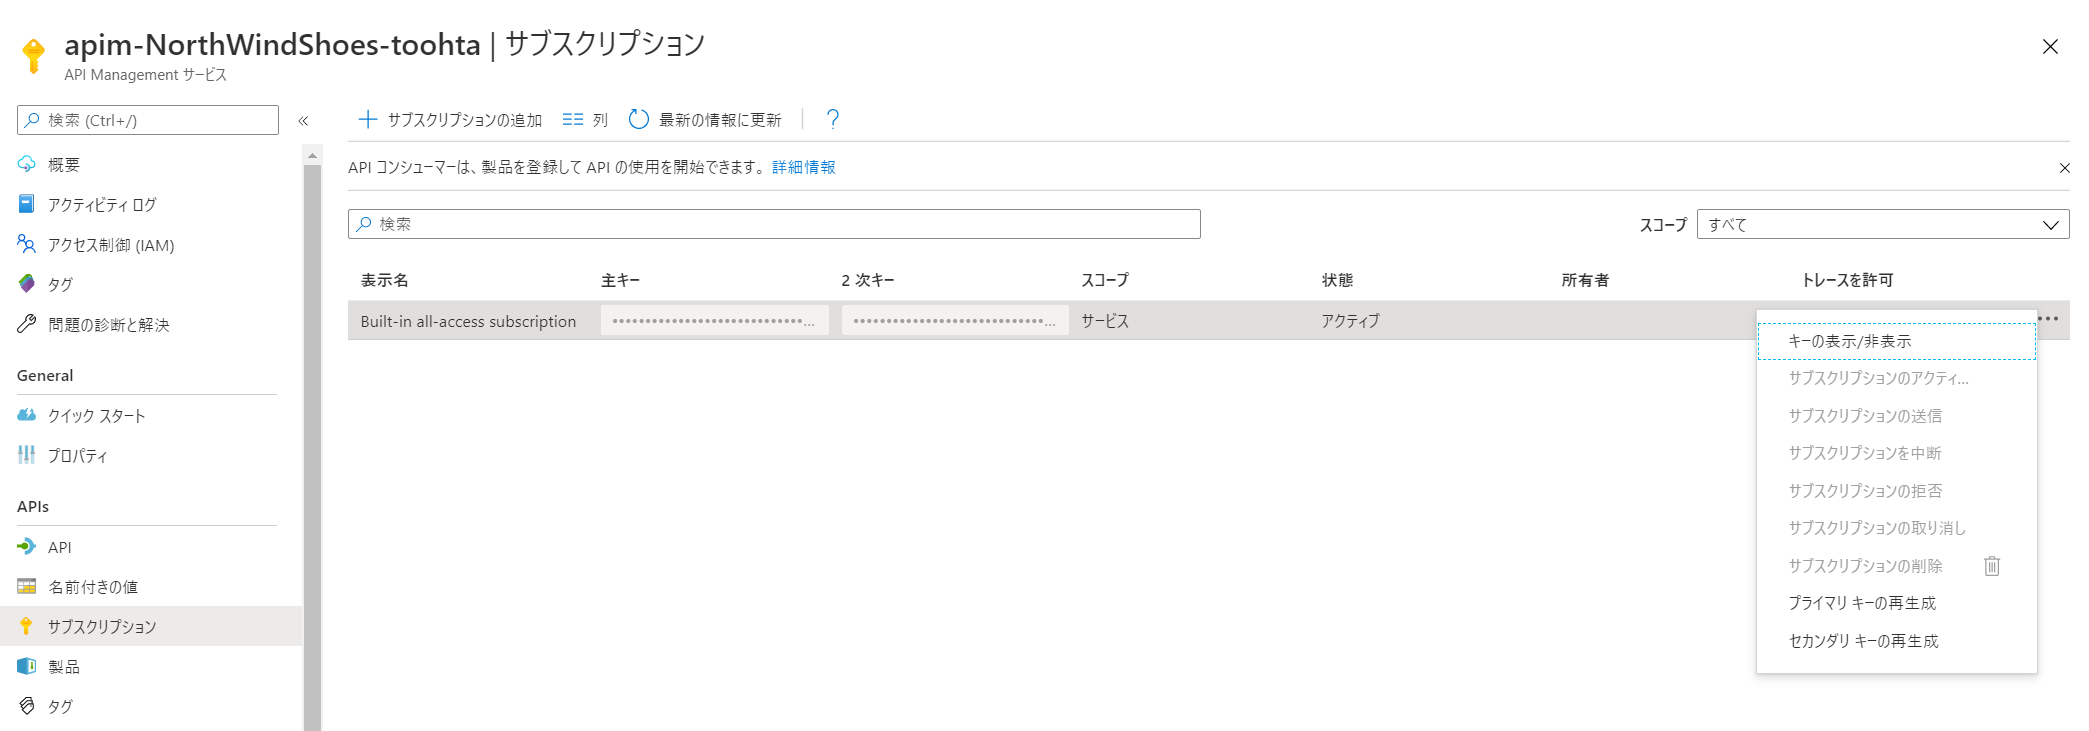 apim-NorthWindShoes-toohta | サブスクリプション
API Management サービス
検索 (Ctrl+/)
概要
アクティビティ ログ
アクセス制御 (IAM)
タグ
問題の診断と解決
General
クイック スタート
プロパティ
APIs
API
名前付きの値
サブスクリプション
製品
タグ
サブスクリプションの追加 列 最新の情報に更新 ?
API コンシューマーは、製品を登録して API の使用を開始できます。 詳細情報
検索 スコープ すべて
表示名 主キー 2 次キー スコープ 状態 所有者 トレースを許可
Built-in all-access subscription ••••••••••••••••••••••••••••... ••••••••••••••••••••••••••••... サービス アクティブ
キーの表示/非表示
サブスクリプションのアクティ...
サブスクリプションの送信
サブスクリプションを中断
サブスクリプションの拒否
サブスクリプションの取り消し
サブスクリプションの削除
プライマリ キーの再生成
セカンダリ キーの再生成